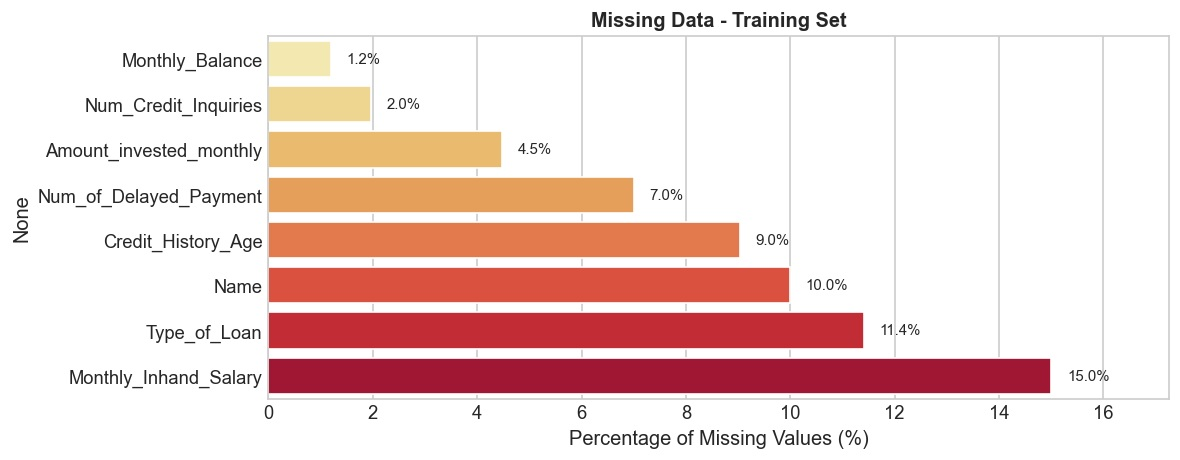 Missing Data - Training Set
None
Monthly_Balance
1.2%
Num_Credit_Inquiries
2.0%
Amount_invested_monthly
4.5%
Num_of_Delayed_Payment
7.0%
Credit_History_Age
9.0%
Name
10.0%
Type_of_Loan
11.4%
Monthly_Inhand_Salary
15.0%
0 2 4 6 8 10 12 14 16
Percentage of Missing Values (%)